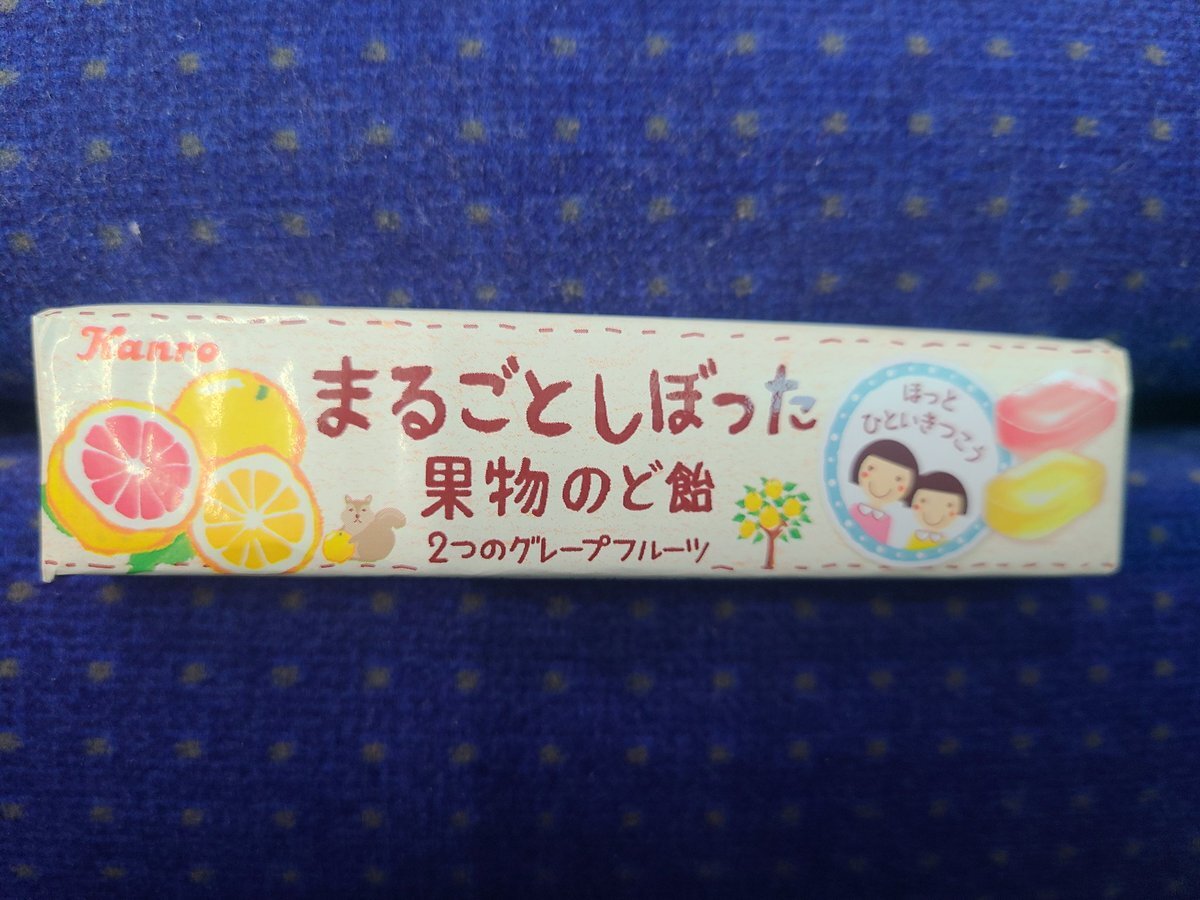 Kanro
まるごとしぼった
果物のど飴
2つのグレープフルーツ
ほっと
ひといきつこう